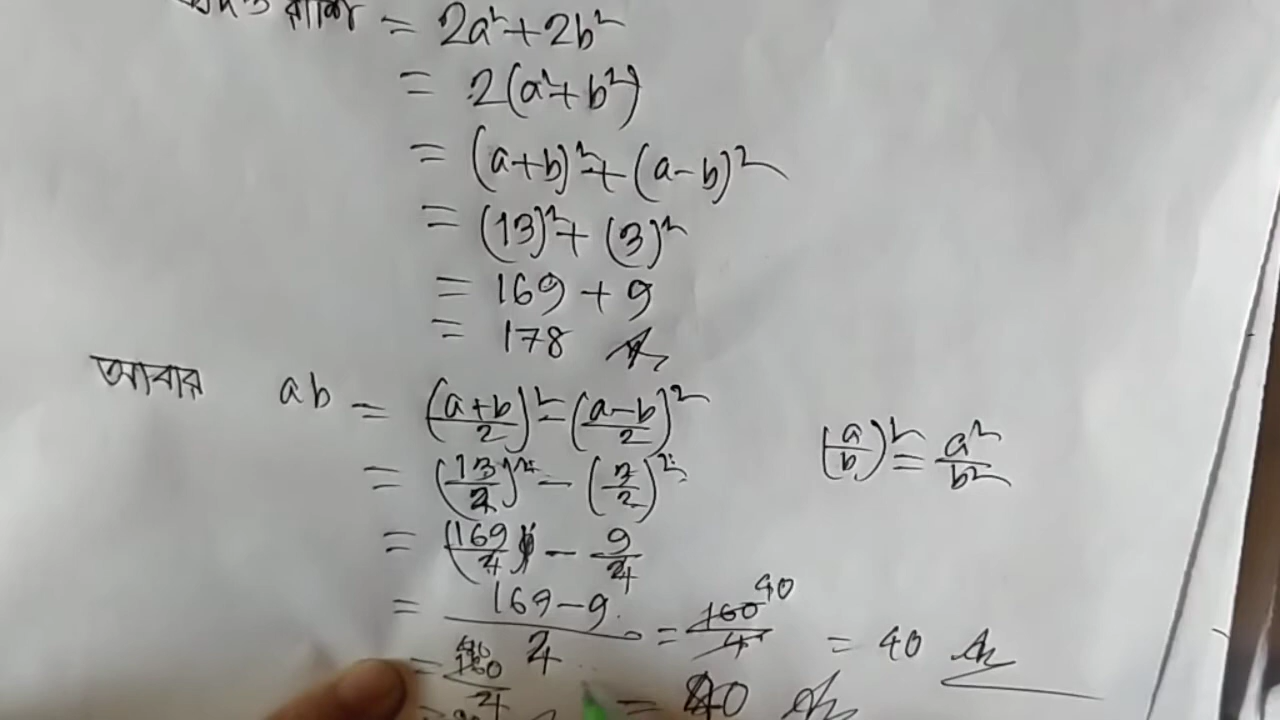 রাশি = 2a² + 2b²
= 2(a² + b²)
= (a+b)² + (a-b)²
= (13)² + (3)²
= 169 + 9
= 178
আবার ab = ((a+b)/2)² - ((a-b)/2)²
(a/b)² = a²/b²
= (13/2)² - (3/2)²
= (169/4) - 9/4
= (169-9)/4 = 160/4 40 = 40
= 160/4 = 40